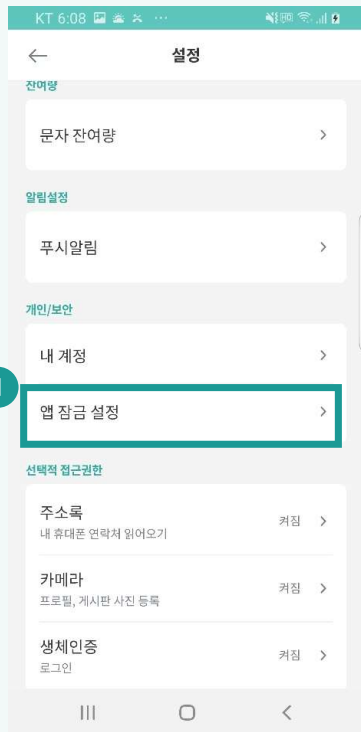 KT 6:08
설정
잔여량
문자 잔여량
알림설정
푸시알림
개인/보안
내 계정
앱 잠금 설정
선택적 접근권한
주소록
내 휴대폰 연락처 읽어오기
켜짐
카메라
프로필, 게시판 사진 등록
켜짐
생체인증
로그인
켜짐